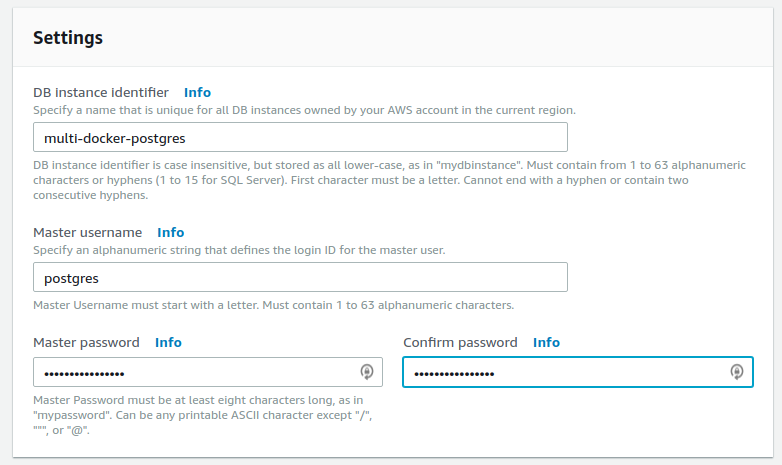 Settings
DB instance identifier Info
Specify a name that is unique for all DB instances owned by your AWS account in the current region.
multi-docker-postgres
DB instance identifier is case insensitive, but stored as all lower-case, as in "mydbinstance". Must contain from 1 to 63 alphanumeric
characters or hyphens (1 to 15 for SQL Server). First character must be a letter. Cannot end with a hyphen or contain two
consecutive hyphens.
Master username Info
Specify an alphanumeric string that defines the login ID for the master user.
postgres
Master Username must start with a letter. Must contain 1 to 63 alphanumeric characters.
Master password Info
••••••••••••••••
Master Password must be at least eight characters long, as in
"mypassword". Can be any printable ASCII character except "/",
""", or "@".
Confirm password Info
••••••••••••••••